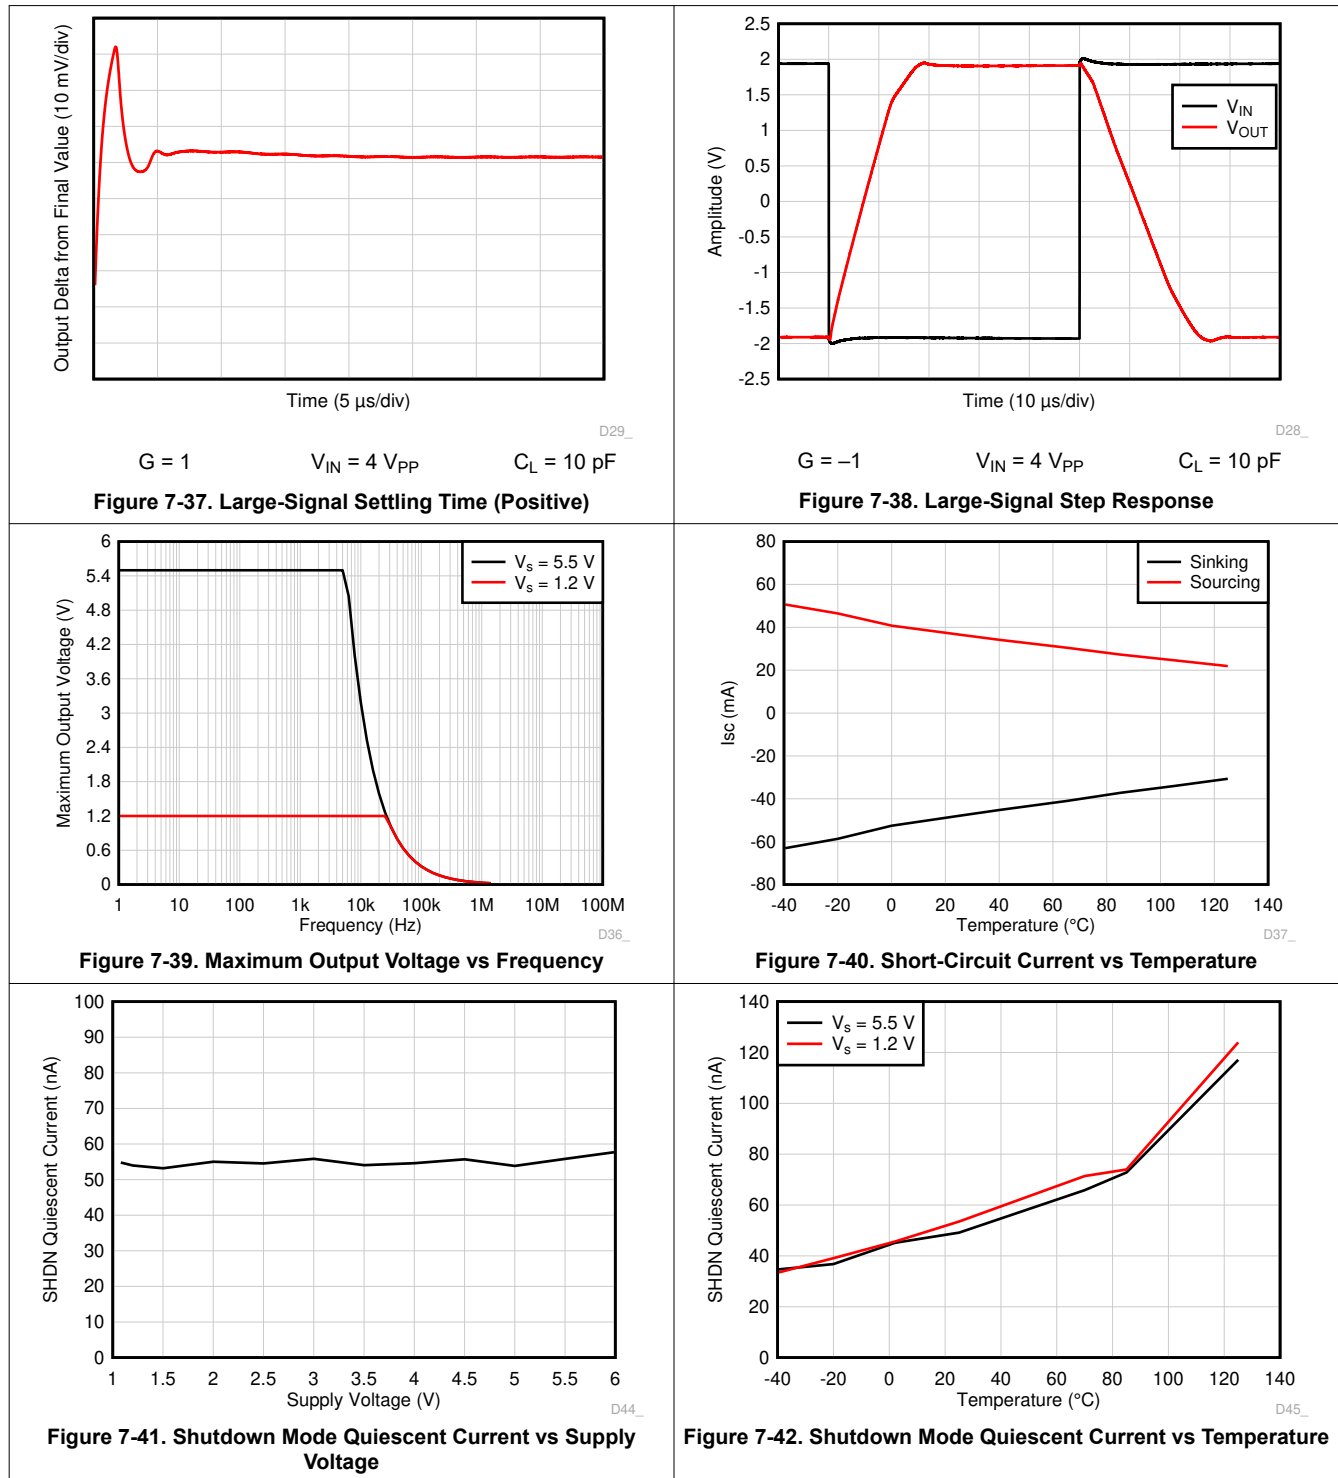 Output Delta from Final Value (10 mV/div)
Time (5 µs/div)
D29_
G = 1 V_IN = 4 V_PP C_L = 10 pF
Figure 7-37. Large-Signal Settling Time (Positive)
2.5
2
1.5
1
0.5
0
-0.5
-1
-1.5
-2
-2.5
Amplitude (V)
V_IN
V_OUT
Time (10 µs/div)
D28_
G = –1 V_IN = 4 V_PP C_L = 10 pF
Figure 7-38. Large-Signal Step Response
6
5.4
4.8
4.2
3.6
3
2.4
1.8
1.2
0.6
0
Maximum Output Voltage (V)
V_s = 5.5 V
V_s = 1.2 V
1 10 100 1k 10k 100k 1M 10M 100M
Frequency (Hz)
D36_
Figure 7-39. Maximum Output Voltage vs Frequency
80
60
40
20
0
-20
-40
-60
-80
Isc (mA)
Sinking
Sourcing
-40 -20 0 20 40 60 80 100 120 140
Temperature (°C)
D37_
Figure 7-40. Short-Circuit Current vs Temperature
100
90
80
70
60
50
40
30
20
10
0
SHDN Quiescent Current (nA)
1 1.5 2 2.5 3 3.5 4 4.5 5 5.5 6
Supply Voltage (V)
D44_
Figure 7-41. Shutdown Mode Quiescent Current vs Supply
Voltage
140
120
100
80
60
40
20
0
SHDN Quiescent Current (nA)
V_s = 5.5 V
V_s = 1.2 V
-40 -20 0 20 40 60 80 100 120 140
Temperature (°C)
D45_
Figure 7-42. Shutdown Mode Quiescent Current vs Temperature